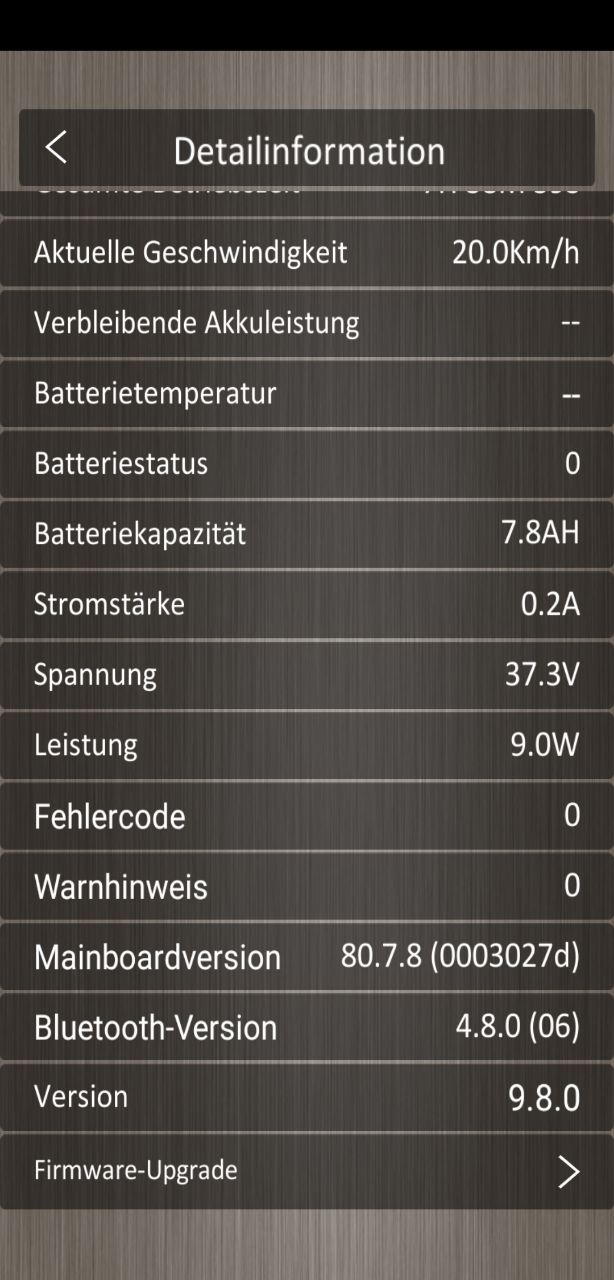 Detailinformation
Aktuelle Geschwindigkeit 20.0Km/h
Verbleibende Akkuleistung --
Batterietemperatur --
Batteriestatus 0
Batteriekapazität 7.8AH
Stromstärke 0.2A
Spannung 37.3V
Leistung 9.0W
Fehlercode 0
Warnhinweis 0
Mainboardversion 80.7.8 (0003027d)
Bluetooth-Version 4.8.0 (06)
Version 9.8.0
Firmware-Upgrade